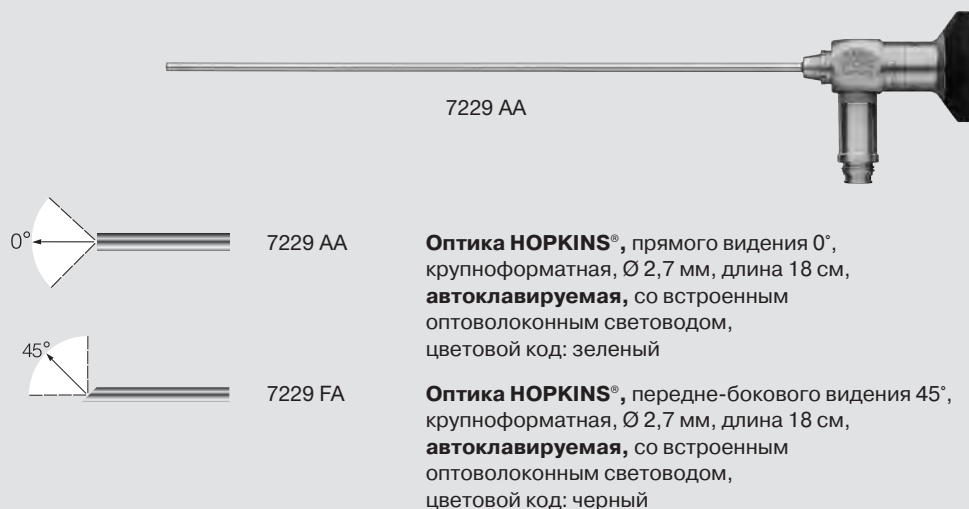 7229 AA
0°
7229 AA
Оптика HOPKINS®, прямого видения 0˚,
крупноформатная, Ø 2,7 мм, длина 18 см,
автоклавируемая, со встроенным
оптоволоконным световодом,
цветовой код: зеленый
45°
7229 FA
Оптика HOPKINS®, передне-бокового видения 45˚,
крупноформатная, Ø 2,7 мм, длина 18 см,
автоклавируемая, со встроенным
оптоволоконным световодом,
цветовой код: черный